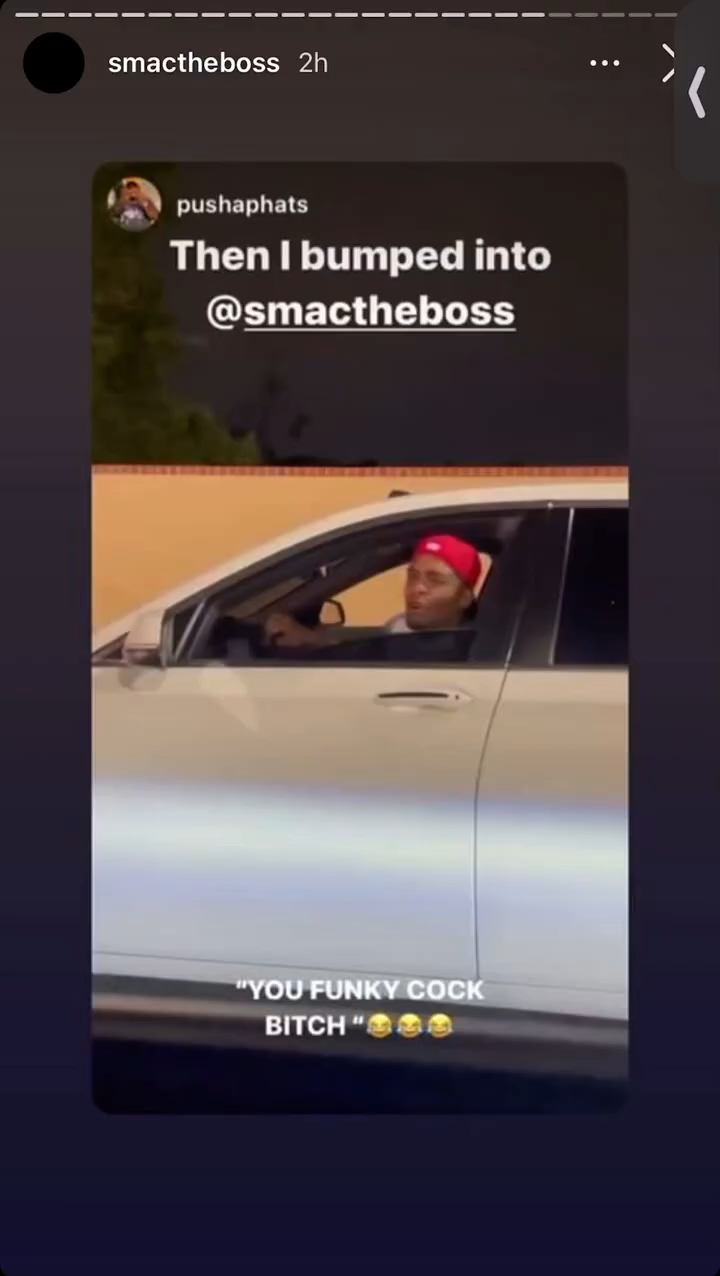 smactheboss 2h
pushaphats
Then I bumped into
@smactheboss
“YOU FUNKY COCK
BITCH “😂😂😂